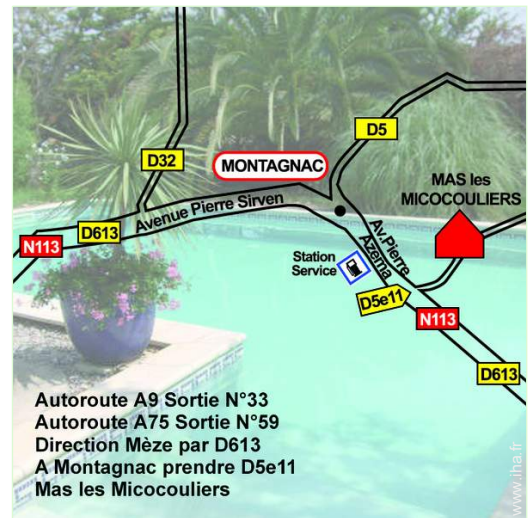 D5
D32
MONTAGNAC
MAS les
MICOCOULIERS
Avenue Pierre Sirven
D613
N113
Av.Pierre
Azema
Station
Service
D5e11
N113
D613
Autoroute A9 Sortie N°33
Autoroute A75 Sortie N°59
Direction Mèze par D613
A Montagnac prendre D5e11
Mas les Micocouliers
www.iha.fr